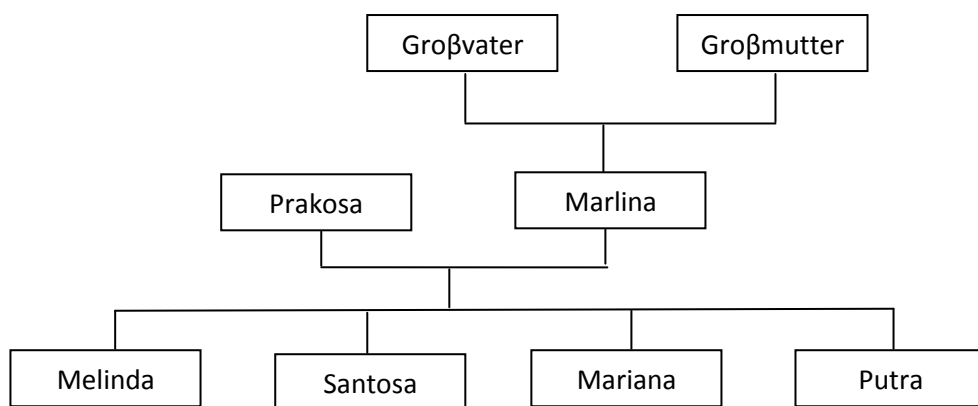 Groβvater
Groβmutter
Prakosa
Marlina
Melinda
Santosa
Mariana
Putra